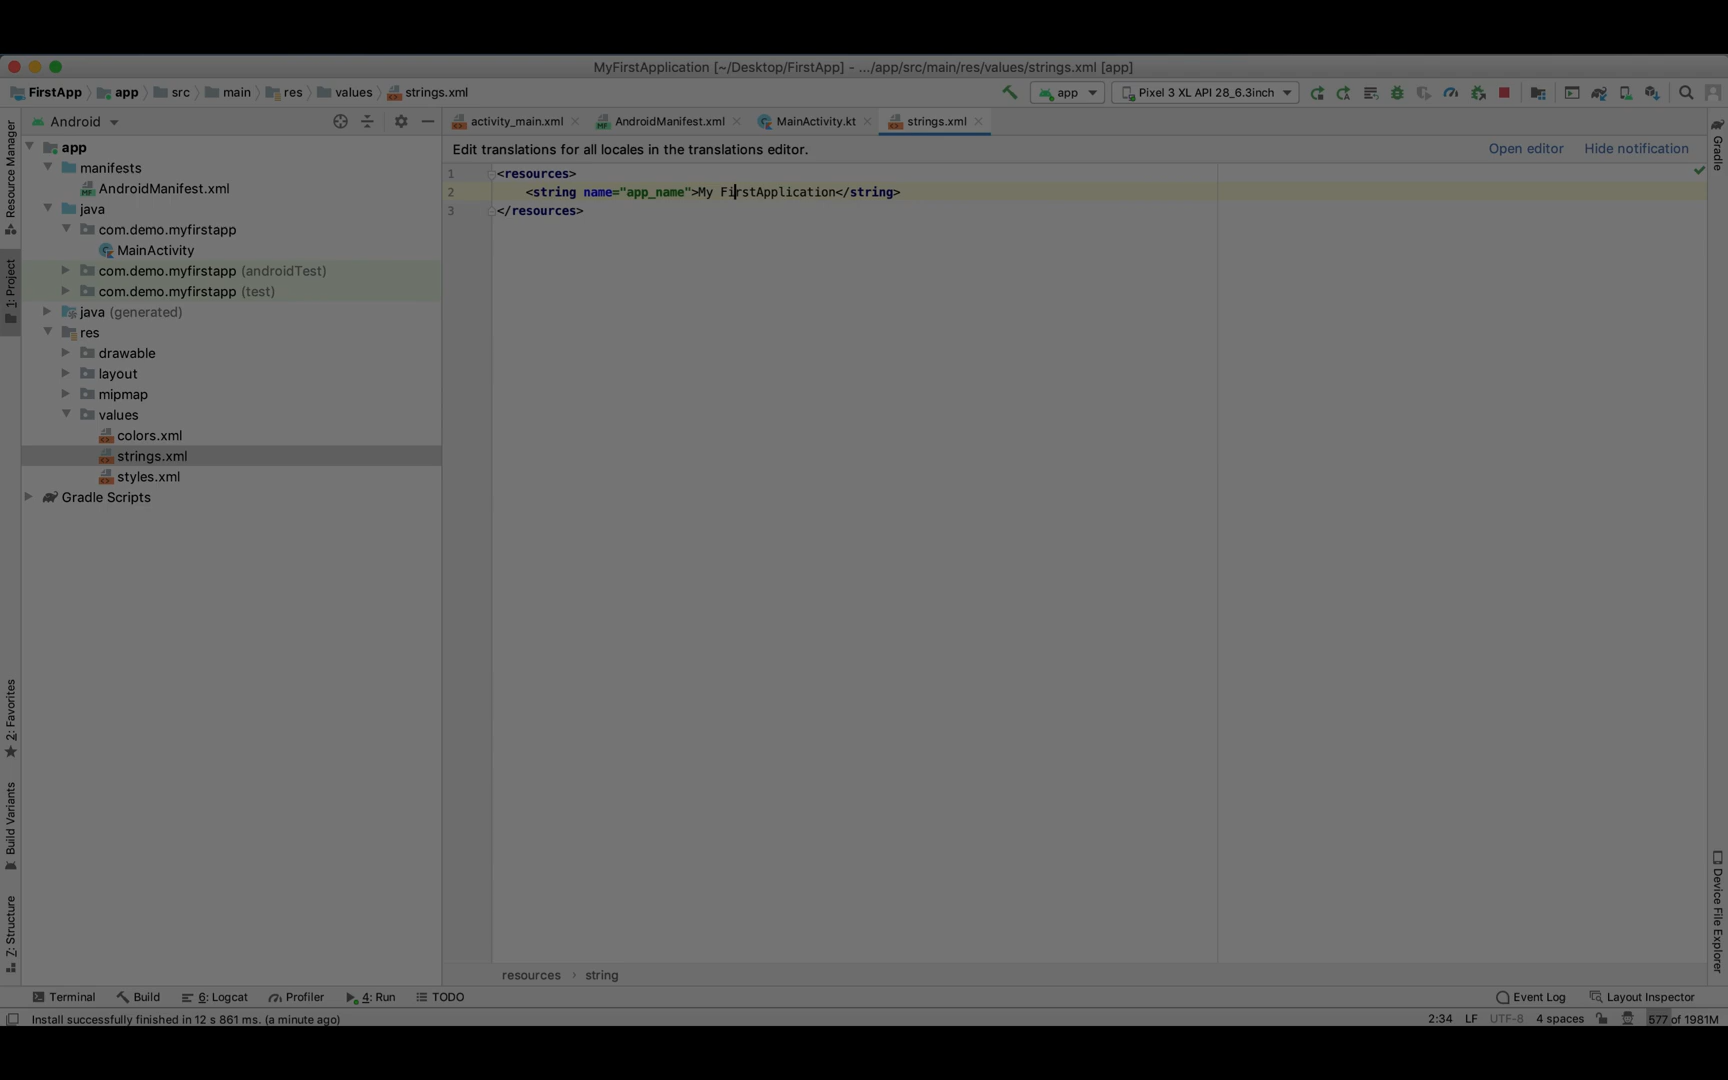 MyFirstApplication [~/Desktop/FirstApp] - .../app/src/main/res/values/strings.xml [app]
FirstApp app src main res values strings.xml app Pixel 3 XL API 28_6.3inch
Android activity_main.xml AndroidManifest.xml MainActivity.kt strings.xml
Edit translations for all locales in the translations editor. Open editor Hide notification
1 <resources>
2 <string name="app_name">My FirstApplication</string>
3 </resources>
app
manifests
AndroidManifest.xml
java
com.demo.myfirstapp
MainActivity
com.demo.myfirstapp (androidTest)
com.demo.myfirstapp (test)
java (generated)
res
drawable
layout
mipmap
values
colors.xml
strings.xml
styles.xml
Gradle Scripts
Resource Manager
1: Project
2: Favorites
Build Variants
7: Structure
Gradle
Device File Explorer
resources › string
Terminal Build 6: Logcat Profiler 4: Run TODO Event Log Layout Inspector
Install successfully finished in 12 s 861 ms. (a minute ago) 2:34 LF UTF-8 4 spaces 577 of 1981M